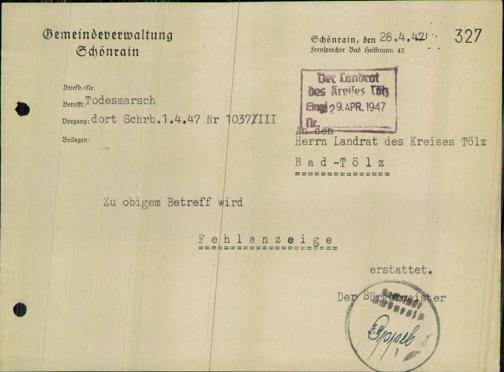 Gemeindeverwaltung
Schönrain
Schönrain, den 28.4.47
Fernsprecher Bad Heilbrunn 43
327
Briefb.-Nr.
Betrifft: Todesmarsch
Vorgang: dort Schrb.1.4.47 Nr 1037/III
Beilagen:
Der Landrat
des Kreises Tölz
Eing. 29. APR. 1947
Nr.
An den
Herrn Landrat des Kreises Tölz
Bad-Tölz
Zu obigem Betreff wird
Fehlanzeige
erstattet.
Der Bürgermeister